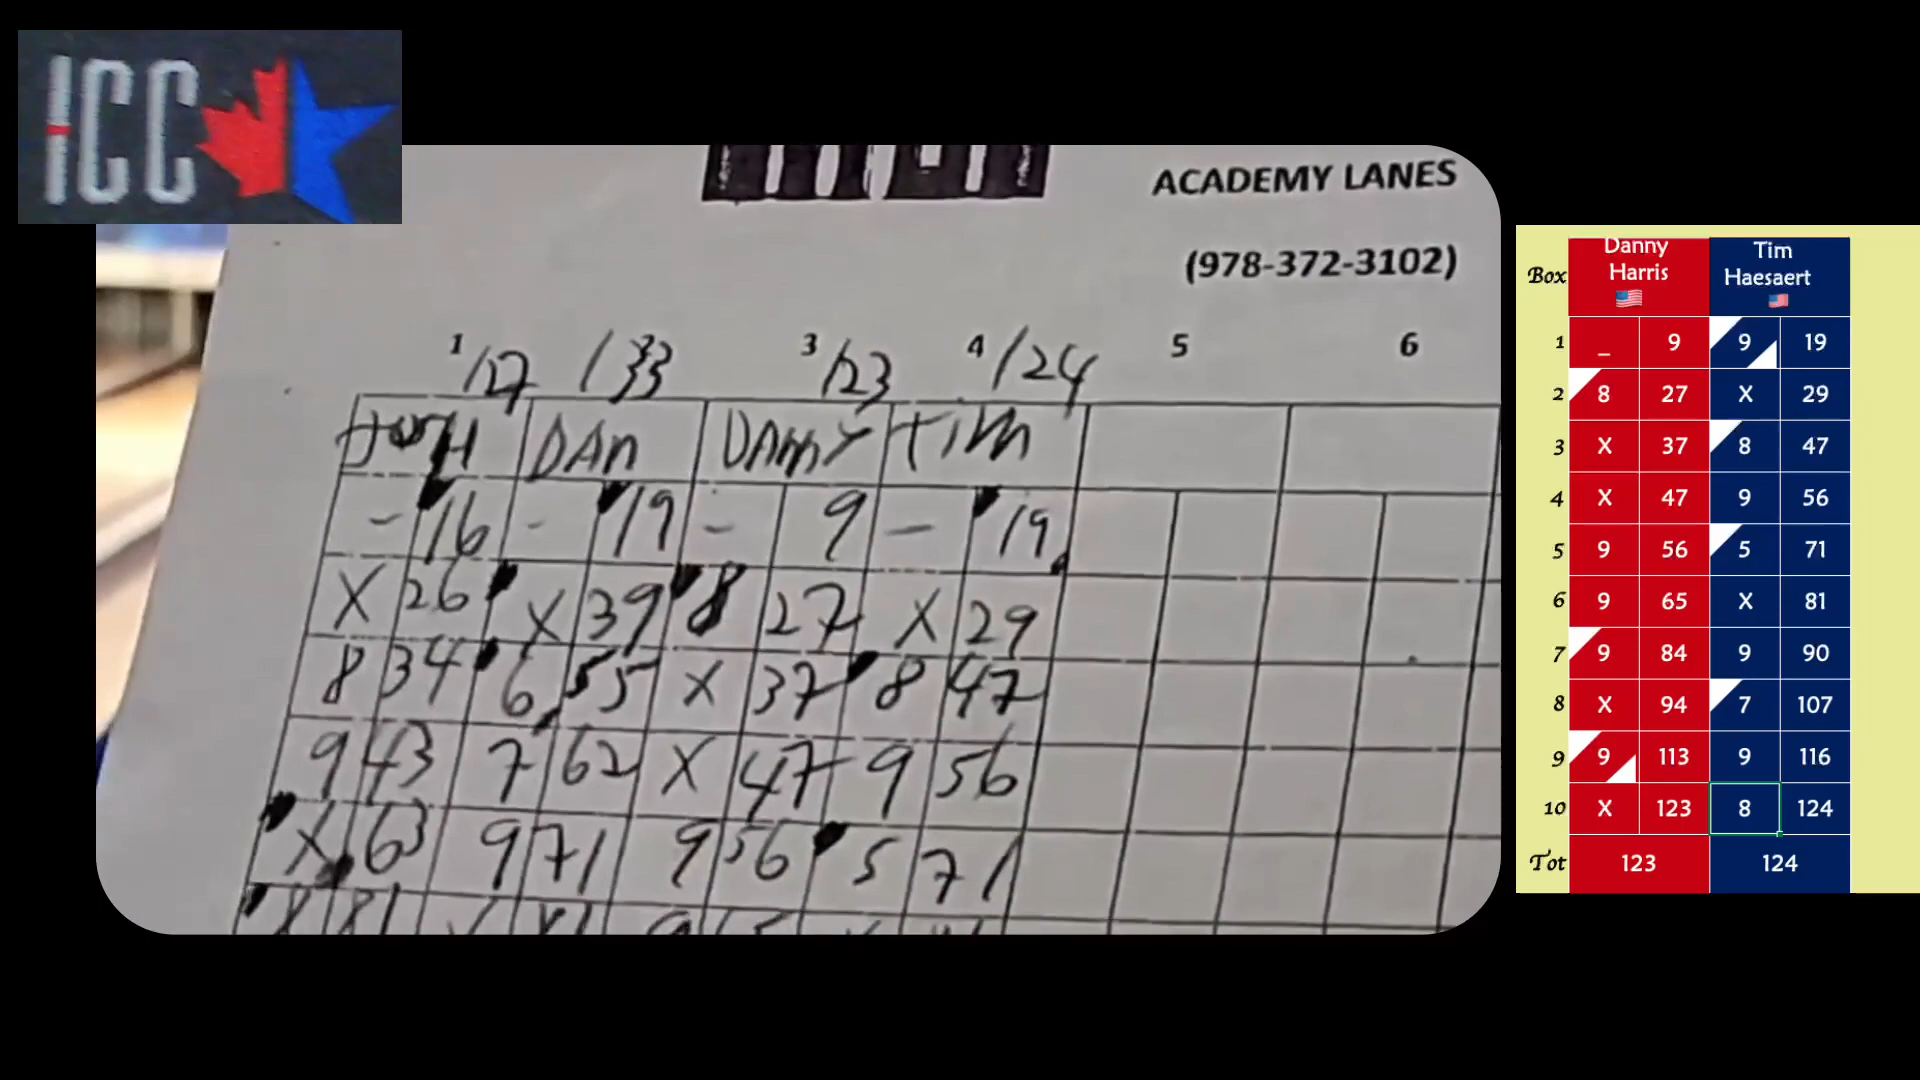 ICC
ACADEMY LANES
(978-372-3102)
1 /27 /33 3 /23 4 /24 5 6
JOSH DAN DANNY TIM
- 16 - 19 - 9 - 19
X 26 X 39 8 27 X 29
8 34 6 55 X 37 8 47
9 43 7 62 X 47 9 56
X 63 9 71 9 56 5 71
Box Danny Harris Tim Haesaert
1 _ 9 9 19
2 8 27 X 29
3 X 37 8 47
4 X 47 9 56
5 9 56 5 71
6 9 65 X 81
7 9 84 9 90
8 X 94 7 107
9 9 113 9 116
10 X 123 8 124
Tot 123 124